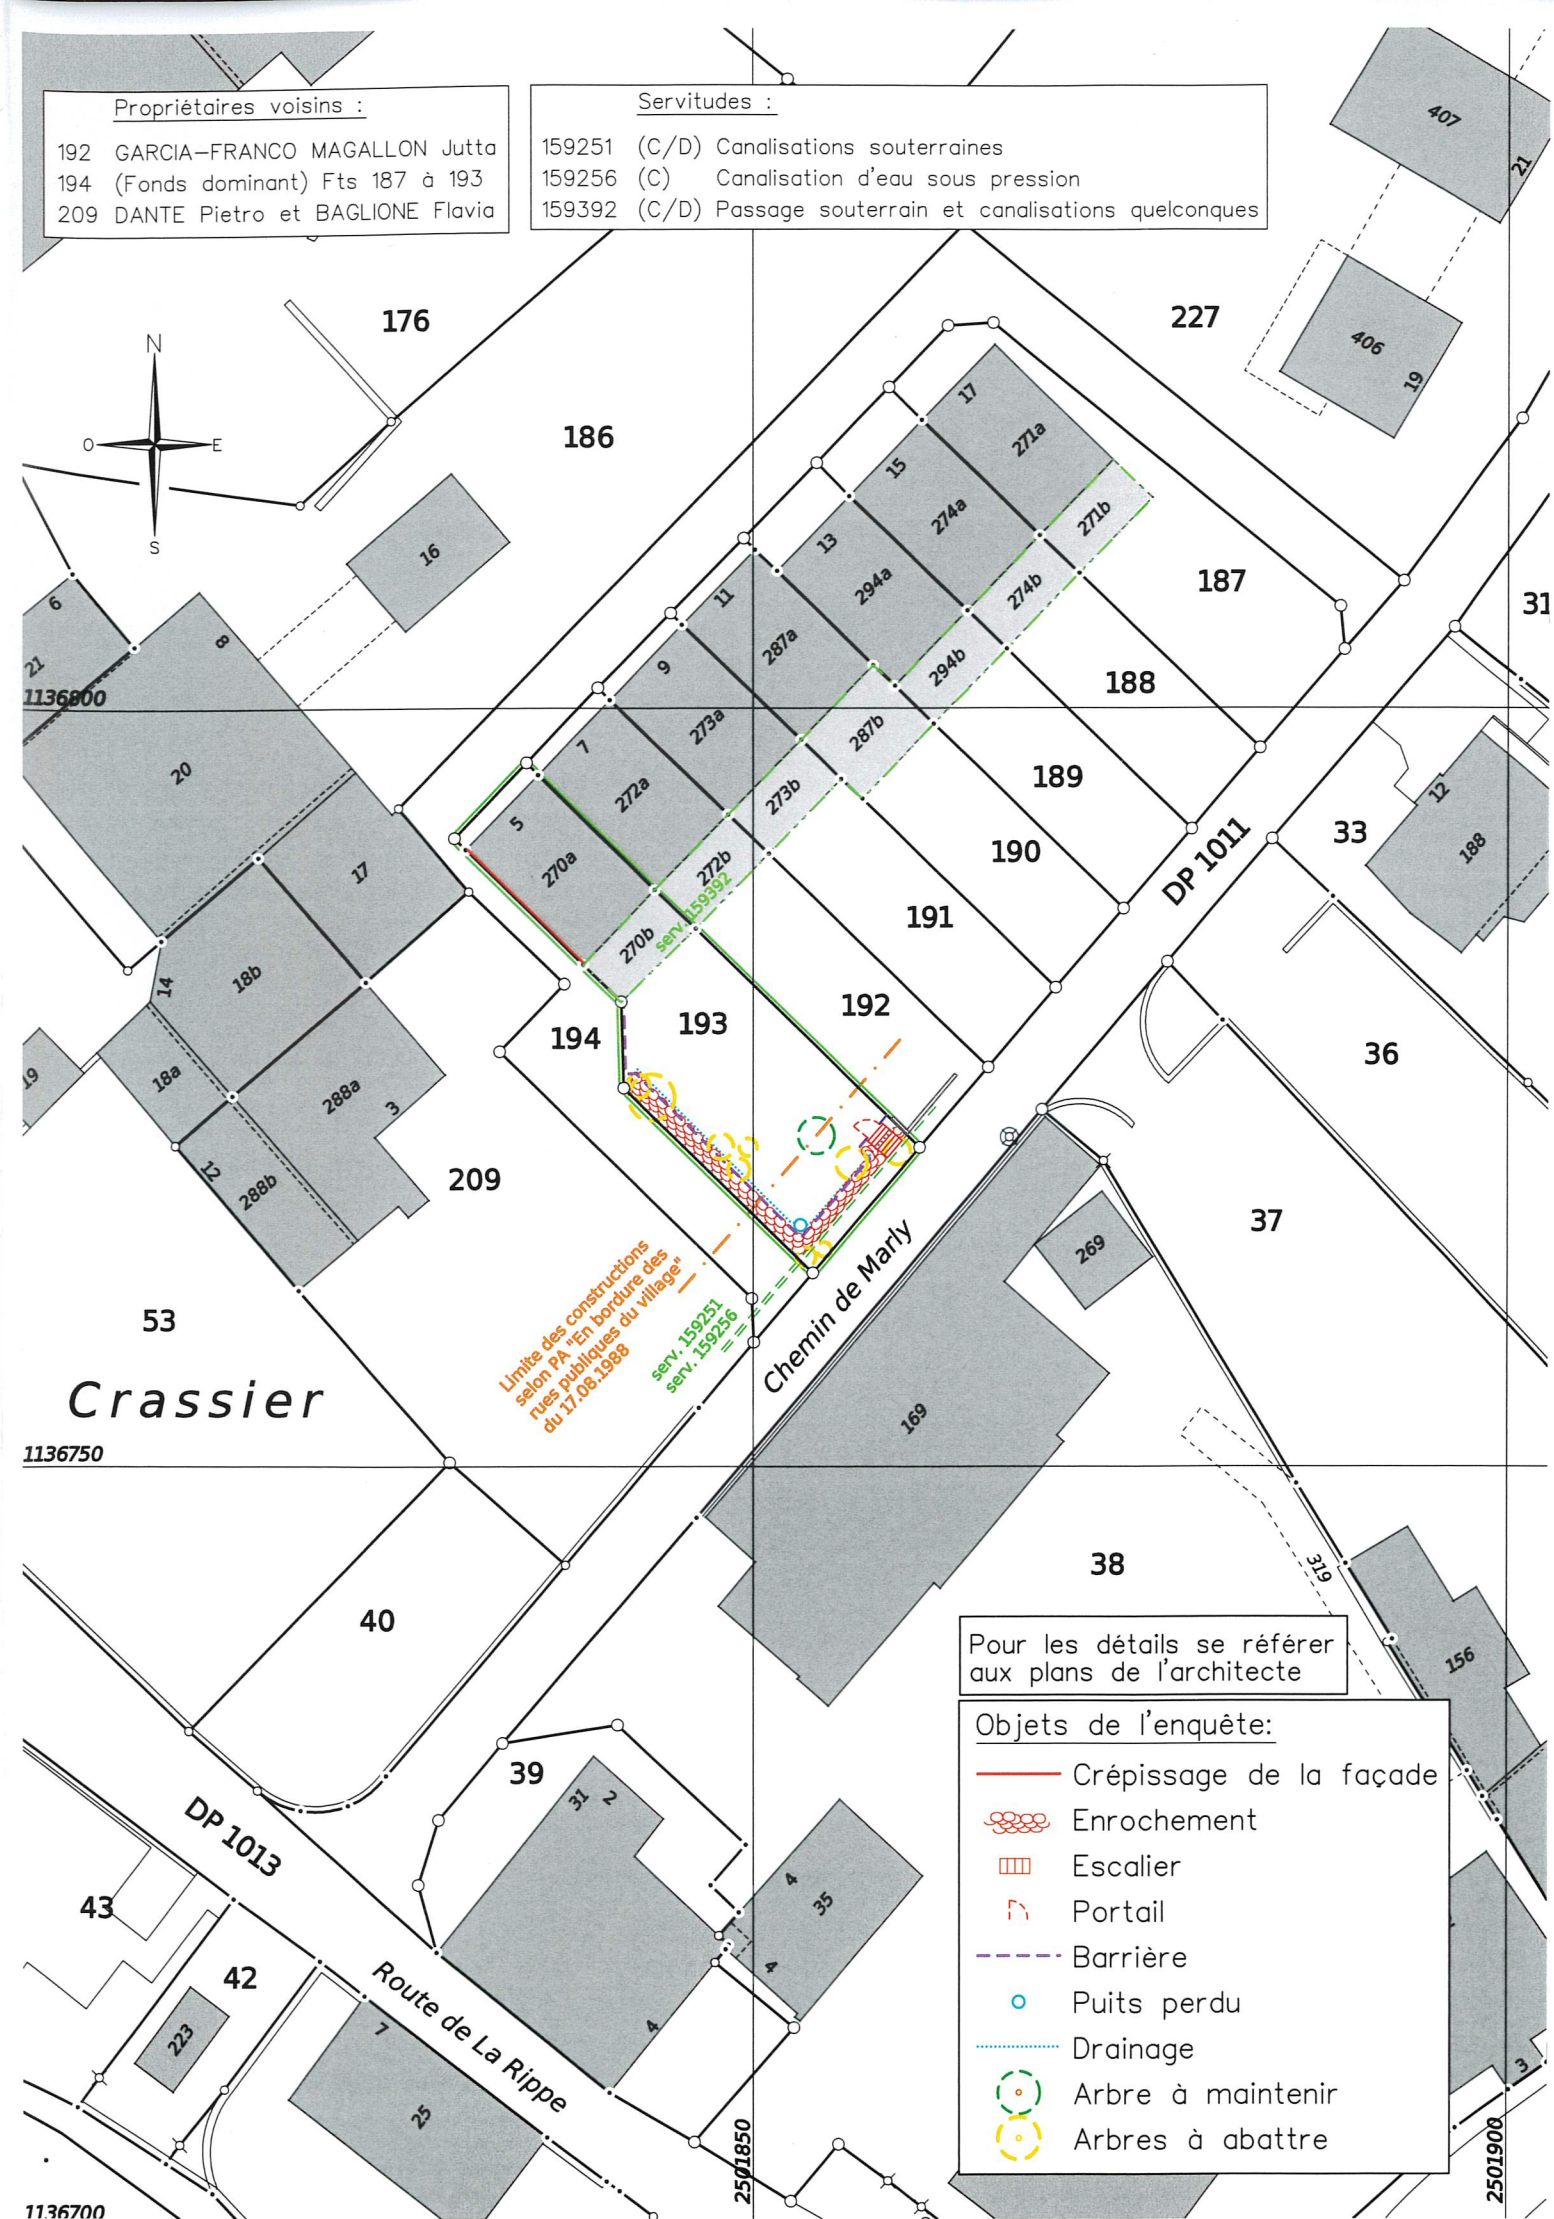 Propriétaires voisins :
192 GARCIA-FRANCO MAGALLON Jutta
194 (Fonds dominant) Fts 187 à 193
209 DANTE Pietro et BAGLIONE Flavia
Servitudes :
159251 (C/D) Canalisations souterraines
159256 (C) Canalisation d'eau sous pression
159392 (C/D) Passage souterrain et canalisations quelconques
407
21
176
227
406
19
N
O
E
S
186
17
271a
15
274a
271b
13
294a
274b
187
31
16
6
21
8
11
287a
294b
188
1136800
9
273a
287b
189
20
7
272a
273b
190
DP 1011
33
12
188
5
270a
272b
serv. 159392
270b
191
17
18b
14
192
193
194
36
19
18a
288a
3
209
12
288b
37
269
53
Limite des constructions
selon PA "En bordure des
rues publiques du village"
du 17.08.1988
serv. 159251
serv. 159256
Chemin de Marly
Crassier
169
1136750
38
319
40
156
Pour les détails se référer
aux plans de l'architecte
Objets de l'enquête:
Crépissage de la façade
Enrochement
Escalier
Portail
Barrière
Puits perdu
Drainage
Arbre à maintenir
Arbres à abattre
39
31
2
DP 1013
43
4
35
4
42
Route de La Rippe
223
7
4
25
3
2501850
2501900
1136700